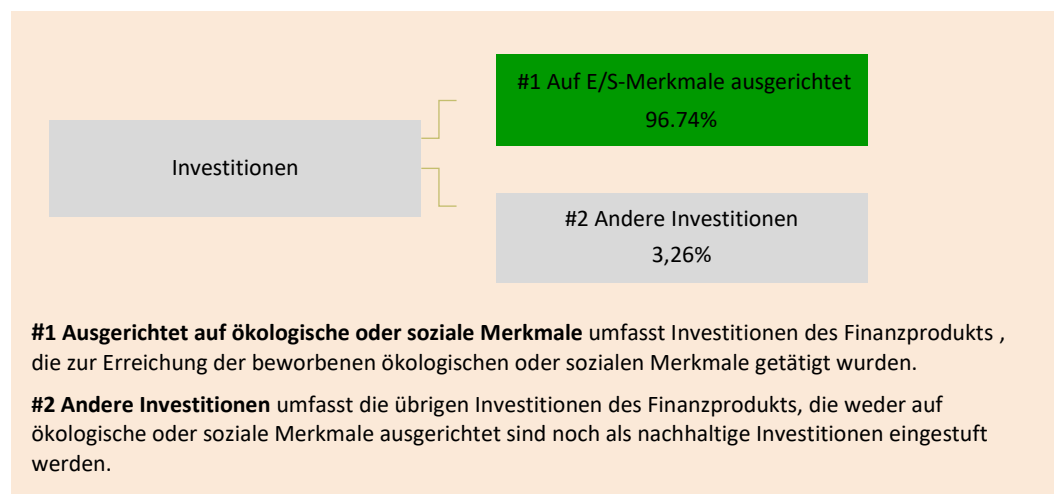 #1 Auf E/S-Merkmale ausgerichtet
96.74%
Investitionen
#2 Andere Investitionen
3,26%
#1 Ausgerichtet auf ökologische oder soziale Merkmale umfasst Investitionen des Finanzprodukts ,
die zur Erreichung der beworbenen ökologischen oder sozialen Merkmale getätigt wurden.
#2 Andere Investitionen umfasst die übrigen Investitionen des Finanzprodukts, die weder auf
ökologische oder soziale Merkmale ausgerichtet sind noch als nachhaltige Investitionen eingestuft
werden.